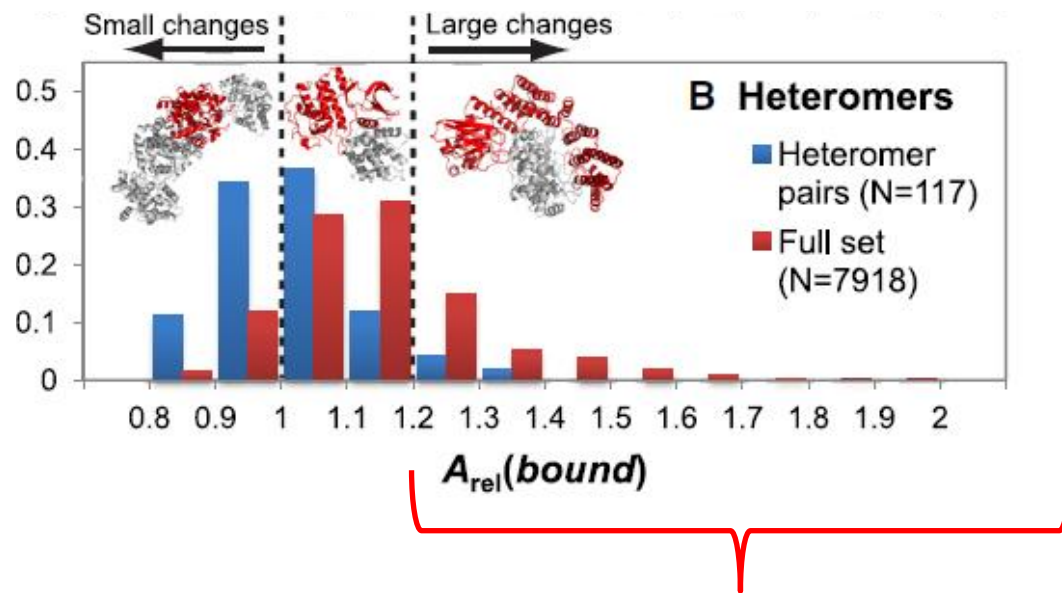 Small changes
Large changes
B Heteromers
Heteromer
pairs (N=117)
Full set
(N=7918)
0.5
0.4
0.3
0.2
0.1
0
0.8 0.9 1 1.1 1.2 1.3 1.4 1.5 1.6 1.7 1.8 1.9 2
Arel(bound)